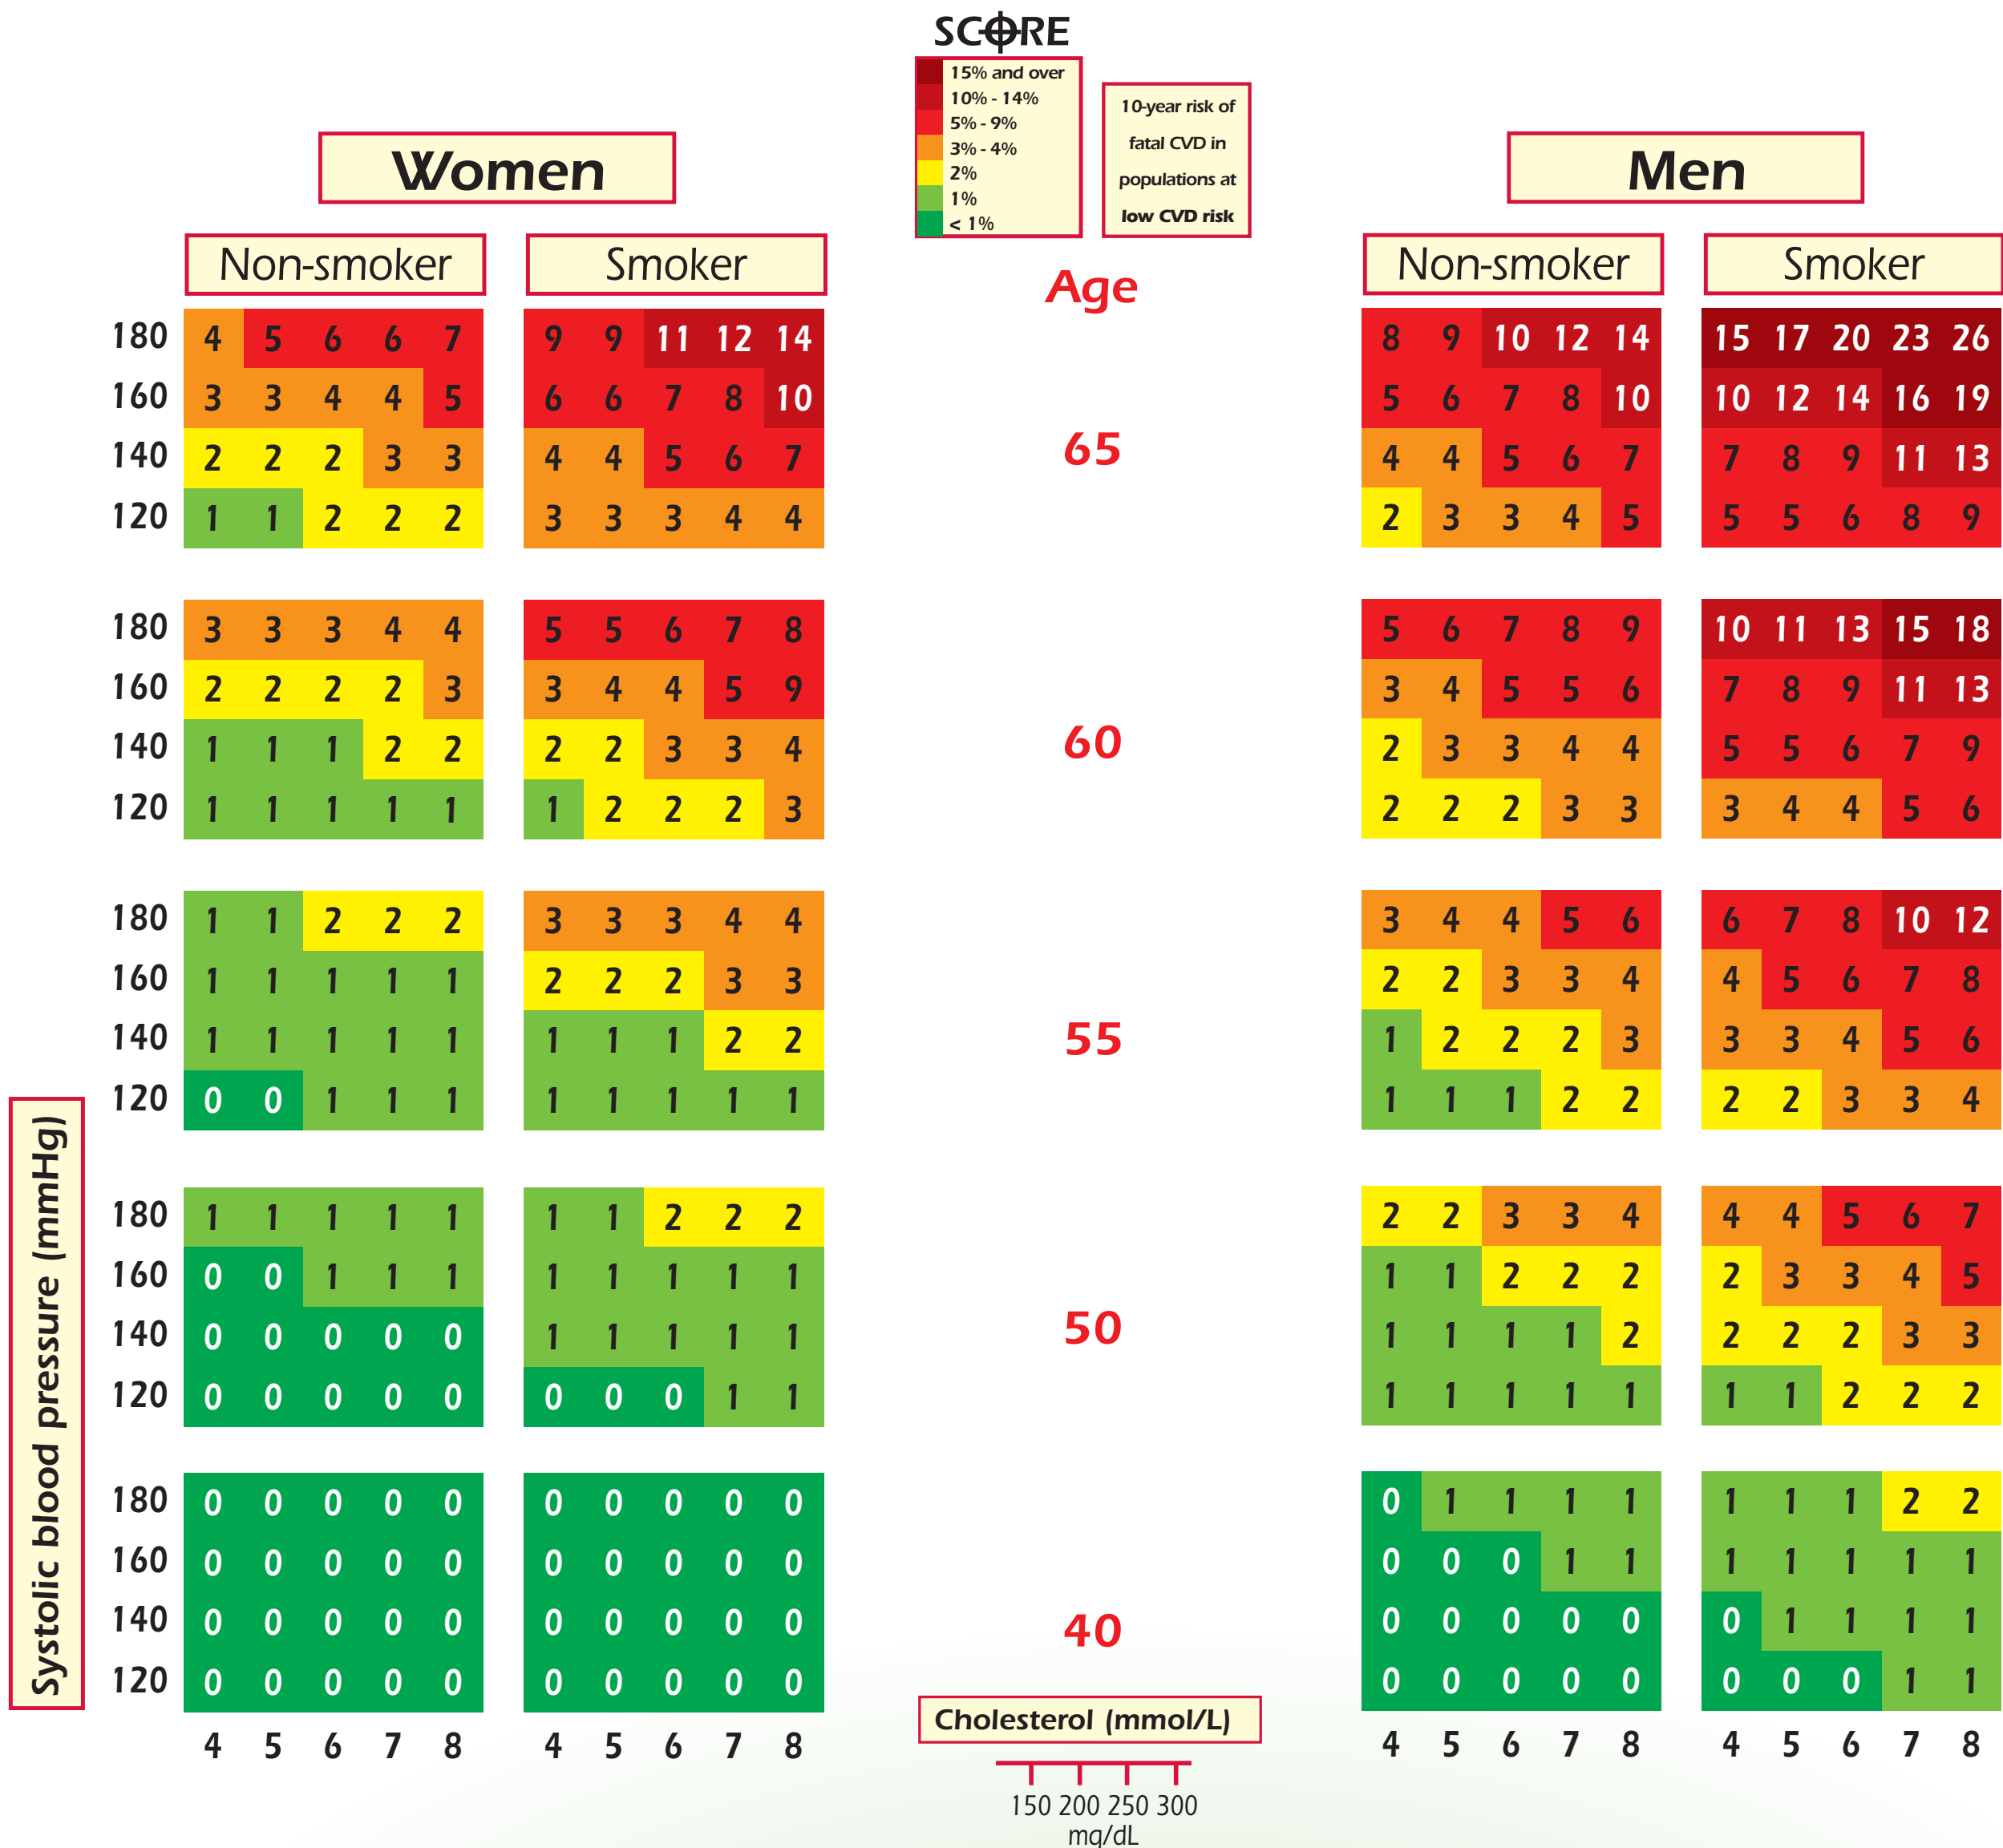 SCORE
15% and over
10% - 14%
5% - 9%
3% - 4%
2%
1%
< 1%
10-year risk of
fatal CVD in
populations at
low CVD risk
Women
Men
Non-smoker Smoker Age Non-smoker Smoker
180 4 5 6 6 7 9 9 11 12 14 8 9 10 12 14 15 17 20 23 26
160 3 3 4 4 5 6 6 7 8 10 5 6 7 8 10 10 12 14 16 19
65
140 2 2 2 3 3 4 4 5 6 7 4 4 5 6 7 7 8 9 11 13
120 1 1 2 2 2 3 3 3 4 4 2 3 3 4 5 5 5 6 8 9
180 3 3 3 4 4 5 5 6 7 8 5 6 7 8 9 10 11 13 15 18
160 2 2 2 2 3 3 4 4 5 9 3 4 5 5 6 7 8 9 11 13
60
140 1 1 1 2 2 2 2 3 3 4 2 3 3 4 4 5 5 6 7 9
120 1 1 1 1 1 1 2 2 2 3 2 2 2 3 3 3 4 4 5 6
180 1 1 2 2 2 3 3 3 4 4 3 4 4 5 6 6 7 8 10 12
160 1 1 1 1 1 2 2 2 3 3 2 2 3 3 4 4 5 6 7 8
55
140 1 1 1 1 1 1 1 1 2 2 1 2 2 2 3 3 3 4 5 6
120 0 0 1 1 1 1 1 1 1 1 1 1 1 2 2 2 2 3 3 4
180 1 1 1 1 1 1 1 2 2 2 2 2 3 3 4 4 4 5 6 7
160 0 0 1 1 1 1 1 1 1 1 1 1 2 2 2 2 3 3 4 5
50
140 0 0 0 0 0 1 1 1 1 1 1 1 1 1 2 2 2 2 3 3
120 0 0 0 0 0 0 0 0 1 1 1 1 1 1 1 1 1 2 2 2
180 0 0 0 0 0 0 0 0 0 0 0 1 1 1 1 1 1 1 2 2
160 0 0 0 0 0 0 0 0 0 0 0 0 0 1 1 1 1 1 1 1
40
140 0 0 0 0 0 0 0 0 0 0 0 0 0 0 0 0 1 1 1 1
120 0 0 0 0 0 0 0 0 0 0 0 0 0 0 0 0 0 0 1 1
4 5 6 7 8 4 5 6 7 8 4 5 6 7 8 4 5 6 7 8
Systolic blood pressure (mmHg)
Cholesterol (mmol/L)
150 200 250 300
mg/dL